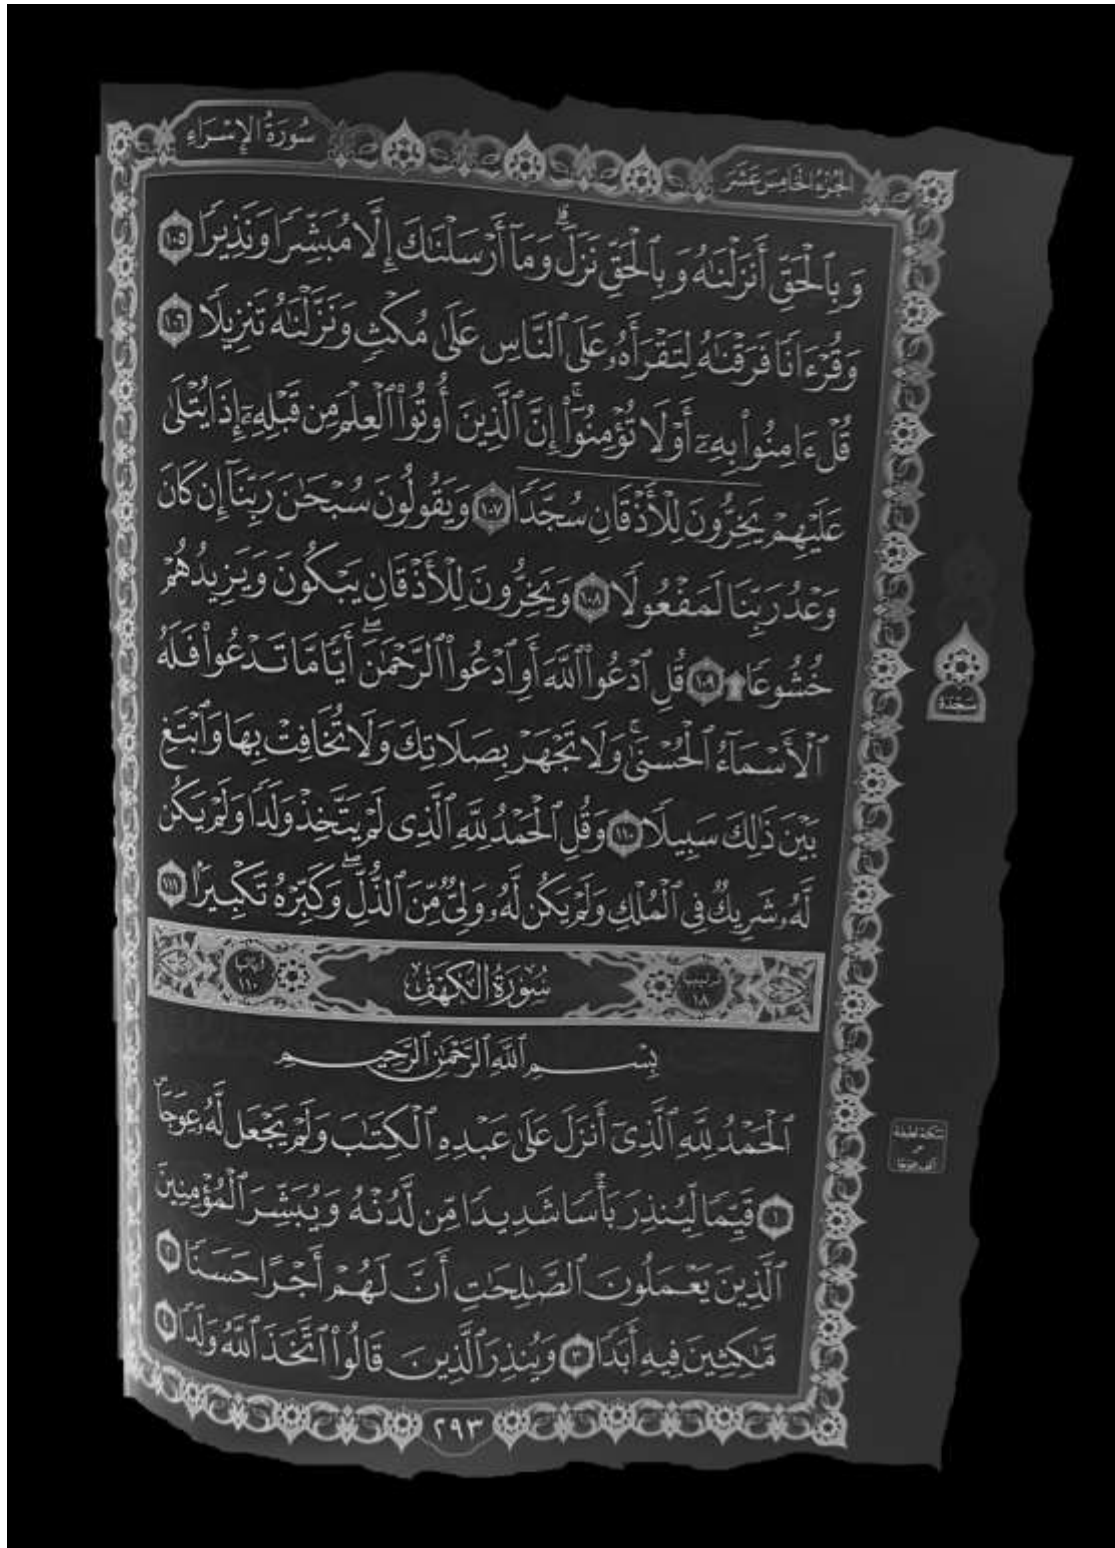 سُورَةُ الإِسۡرَاءِ
الجُزءُ الخَامِسَ عَشَرَ
وَبِٱلۡحَقِّ أَنزَلۡنَٰهُ وَبِٱلۡحَقِّ نَزَلَۗ وَمَآ أَرۡسَلۡنَٰكَ إِلَّا مُبَشِّرٗا وَنَذِيرٗا ١٠٥
وَقُرۡءَانٗا فَرَقۡنَٰهُ لِتَقۡرَأَهُۥ عَلَى ٱلنَّاسِ عَلَىٰ مُكۡثٖ وَنَزَّلۡنَٰهُ تَنزِيلٗا ١٠٦
قُلۡ ءَامِنُواْ بِهِۦٓ أَوۡ لَا تُؤۡمِنُوٓاْۚ إِنَّ ٱلَّذِينَ أُوتُواْ ٱلۡعِلۡمَ مِن قَبۡلِهِۦٓ إِذَا يُتۡلَىٰ
عَلَيۡهِمۡ يَخِرُّونَۤ لِلۡأَذۡقَانِۤ سُجَّدٗاۤ ١٠٧ وَيَقُولُونَ سُبۡحَٰنَ رَبِّنَآ إِن كَانَ
وَعۡدُ رَبِّنَا لَمَفۡعُولٗا ١٠٨ وَيَخِرُّونَ لِلۡأَذۡقَانِ يَبۡكُونَ وَيَزِيدُهُمۡ
خُشُوعٗا ۩ ١٠٩ قُلِ ٱدۡعُواْ ٱللَّهَ أَوِ ٱدۡعُواْ ٱلرَّحۡمَٰنَۖ أَيّٗا مَّا تَدۡعُواْ فَلَهُ
ٱلۡأَسۡمَآءُ ٱلۡحُسۡنَىٰۚ وَلَا تَجۡهَرۡ بِصَلَاتِكَ وَلَا تُخَافِتۡ بِهَا وَٱبۡتَغِ
بَيۡنَ ذَٰلِكَ سَبِيلٗا ١١٠ وَقُلِ ٱلۡحَمۡدُ لِلَّهِ ٱلَّذِي لَمۡ يَتَّخِذۡ وَلَدٗا وَلَمۡ يَكُن
لَّهُۥ شَرِيكٞ فِي ٱلۡمُلۡكِ وَلَمۡ يَكُن لَّهُۥ وَلِيّٞ مِّنَ ٱلذُّلِّۖ وَكَبِّرۡهُ تَكۡبِيرَۢا ١١١
سَجۡدَة
١٨ سُورَةُ الكَهۡفِ ١١٠
بِسۡمِ ٱللَّهِ ٱلرَّحۡمَٰنِ ٱلرَّحِيمِ
ٱلۡحَمۡدُ لِلَّهِ ٱلَّذِيٓ أَنزَلَ عَلَىٰ عَبۡدِهِ ٱلۡكِتَٰبَ وَلَمۡ يَجۡعَل لَّهُۥ عِوَجَاۜ
١ قَيِّمٗا لِّيُنذِرَ بَأۡسٗا شَدِيدٗا مِّن لَّدُنۡهُ وَيُبَشِّرَ ٱلۡمُؤۡمِنِينَ
ٱلَّذِينَ يَعۡمَلُونَ ٱلصَّٰلِحَٰتِ أَنَّ لَهُمۡ أَجۡرًا حَسَنٗا ٢
مَّٰكِثِينَ فِيهِ أَبَدٗا ٣ وَيُنذِرَ ٱلَّذِينَ قَالُواْ ٱتَّخَذَ ٱللَّهُ وَلَدٗا ٤
٢٩٣